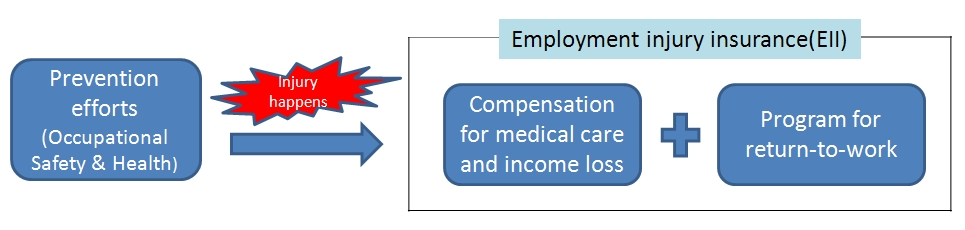 Employment injury insurance(EII)
Prevention
efforts
(Occupational
Safety & Health)
Injury
happens
Compensation
for medical care
and income loss
Program for
return-to-work